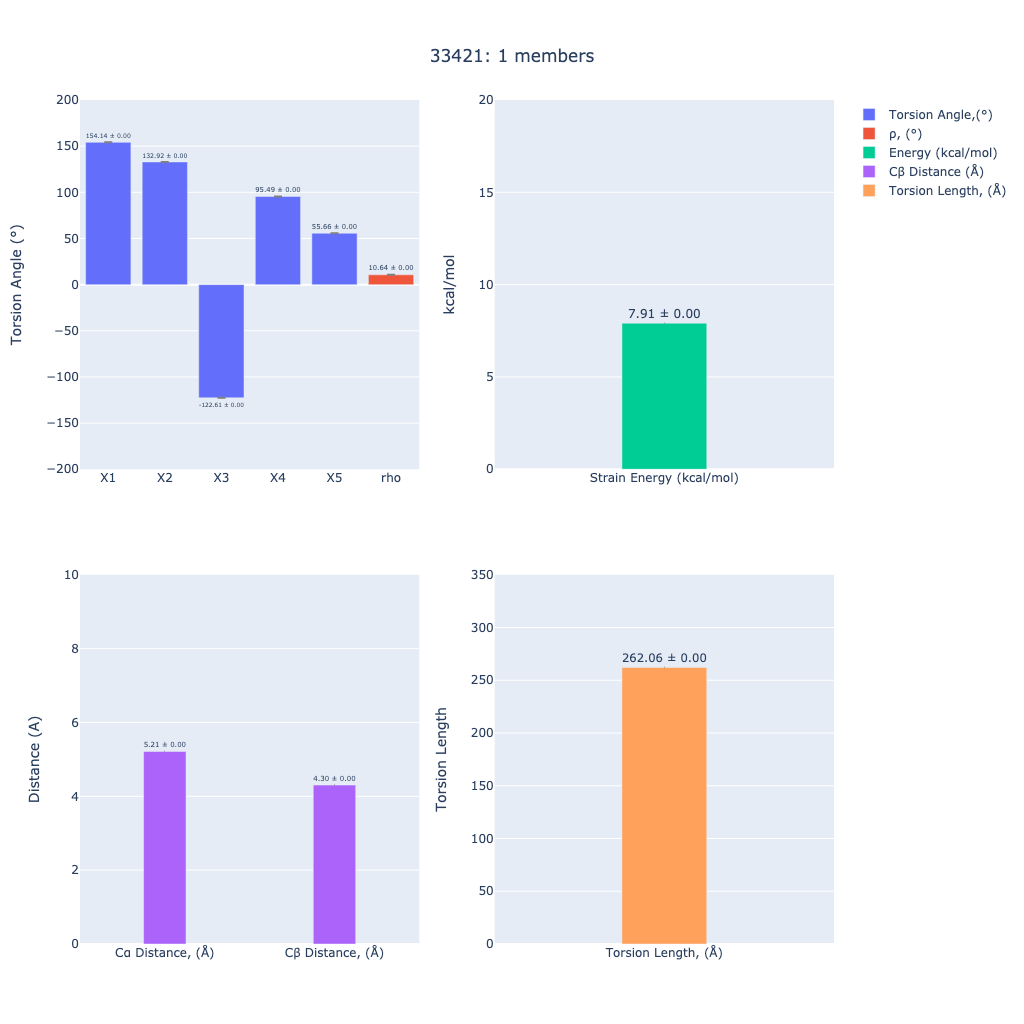 33421: 1 members
Torsion Angle,(°)
ρ, (°)
Energy (kcal/mol)
Cβ Distance (Å)
Torsion Length, (Å)
Torsion Angle (°)
200
150
100
50
0
−50
−100
−150
−200
154.14 ± 0.00
132.92 ± 0.00
-122.61 ± 0.00
95.49 ± 0.00
55.66 ± 0.00
10.64 ± 0.00
X1 X2 X3 X4 X5 rho
kcal/mol
20
15
10
5
0
7.91 ± 0.00
Strain Energy (kcal/mol)
Distance (A)
10
8
6
4
2
0
5.21 ± 0.00
4.30 ± 0.00
Cα Distance, (Å) Cβ Distance, (Å)
Torsion Length
350
300
250
200
150
100
50
0
262.06 ± 0.00
Torsion Length, (Å)